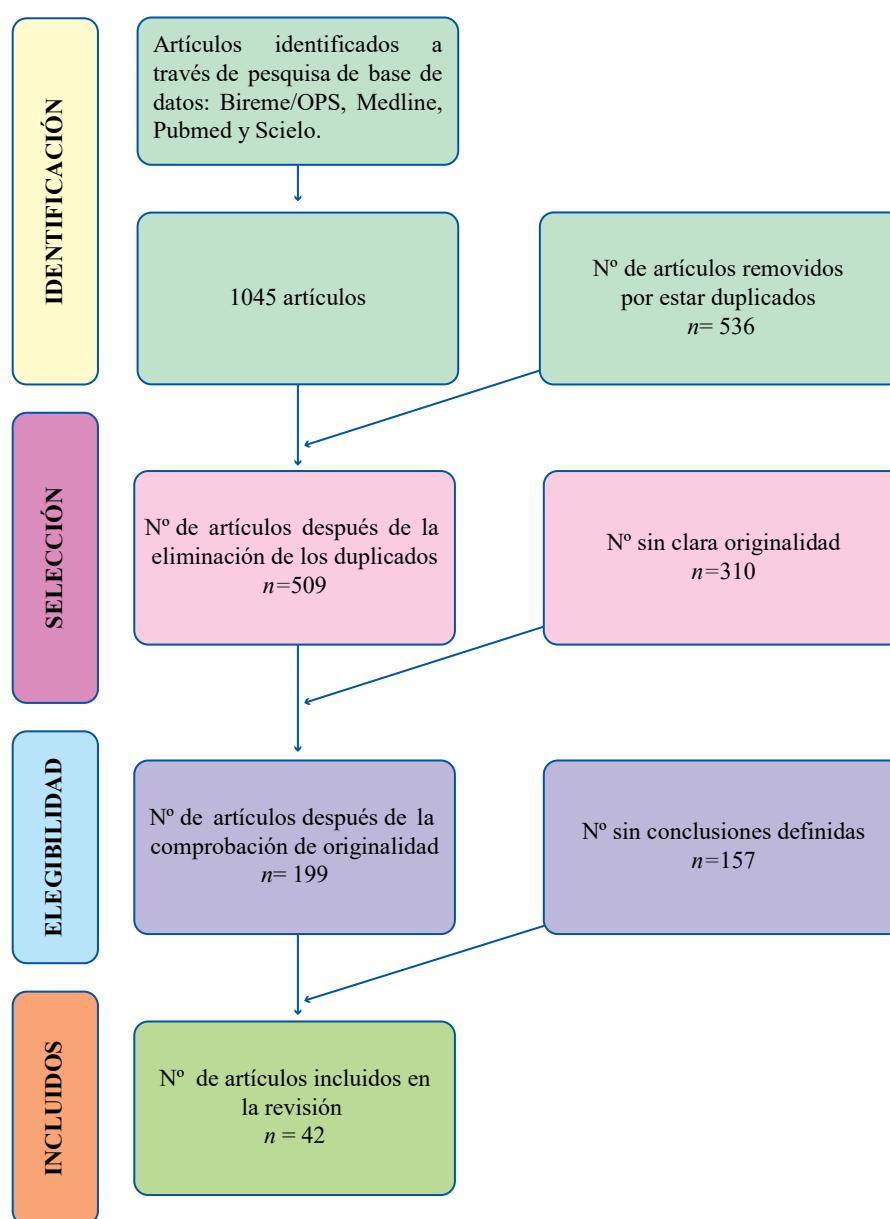 IDENTIFICACIÓN
Artículos identificados a
través de pesquisa de base de
datos: Bireme/OPS, Medline,
Pubmed y Scielo.
1045 artículos
Nº de artículos removidos
por estar duplicados
n= 536
SELECCIÓN
Nº de artículos después de la
eliminación de los duplicados
n=509
Nº sin clara originalidad
n=310
ELEGIBILIDAD
Nº de artículos después de la
comprobación de originalidad
n= 199
Nº sin conclusiones definidas
n=157
INCLUIDOS
Nº de artículos incluidos en
la revisión
n = 42